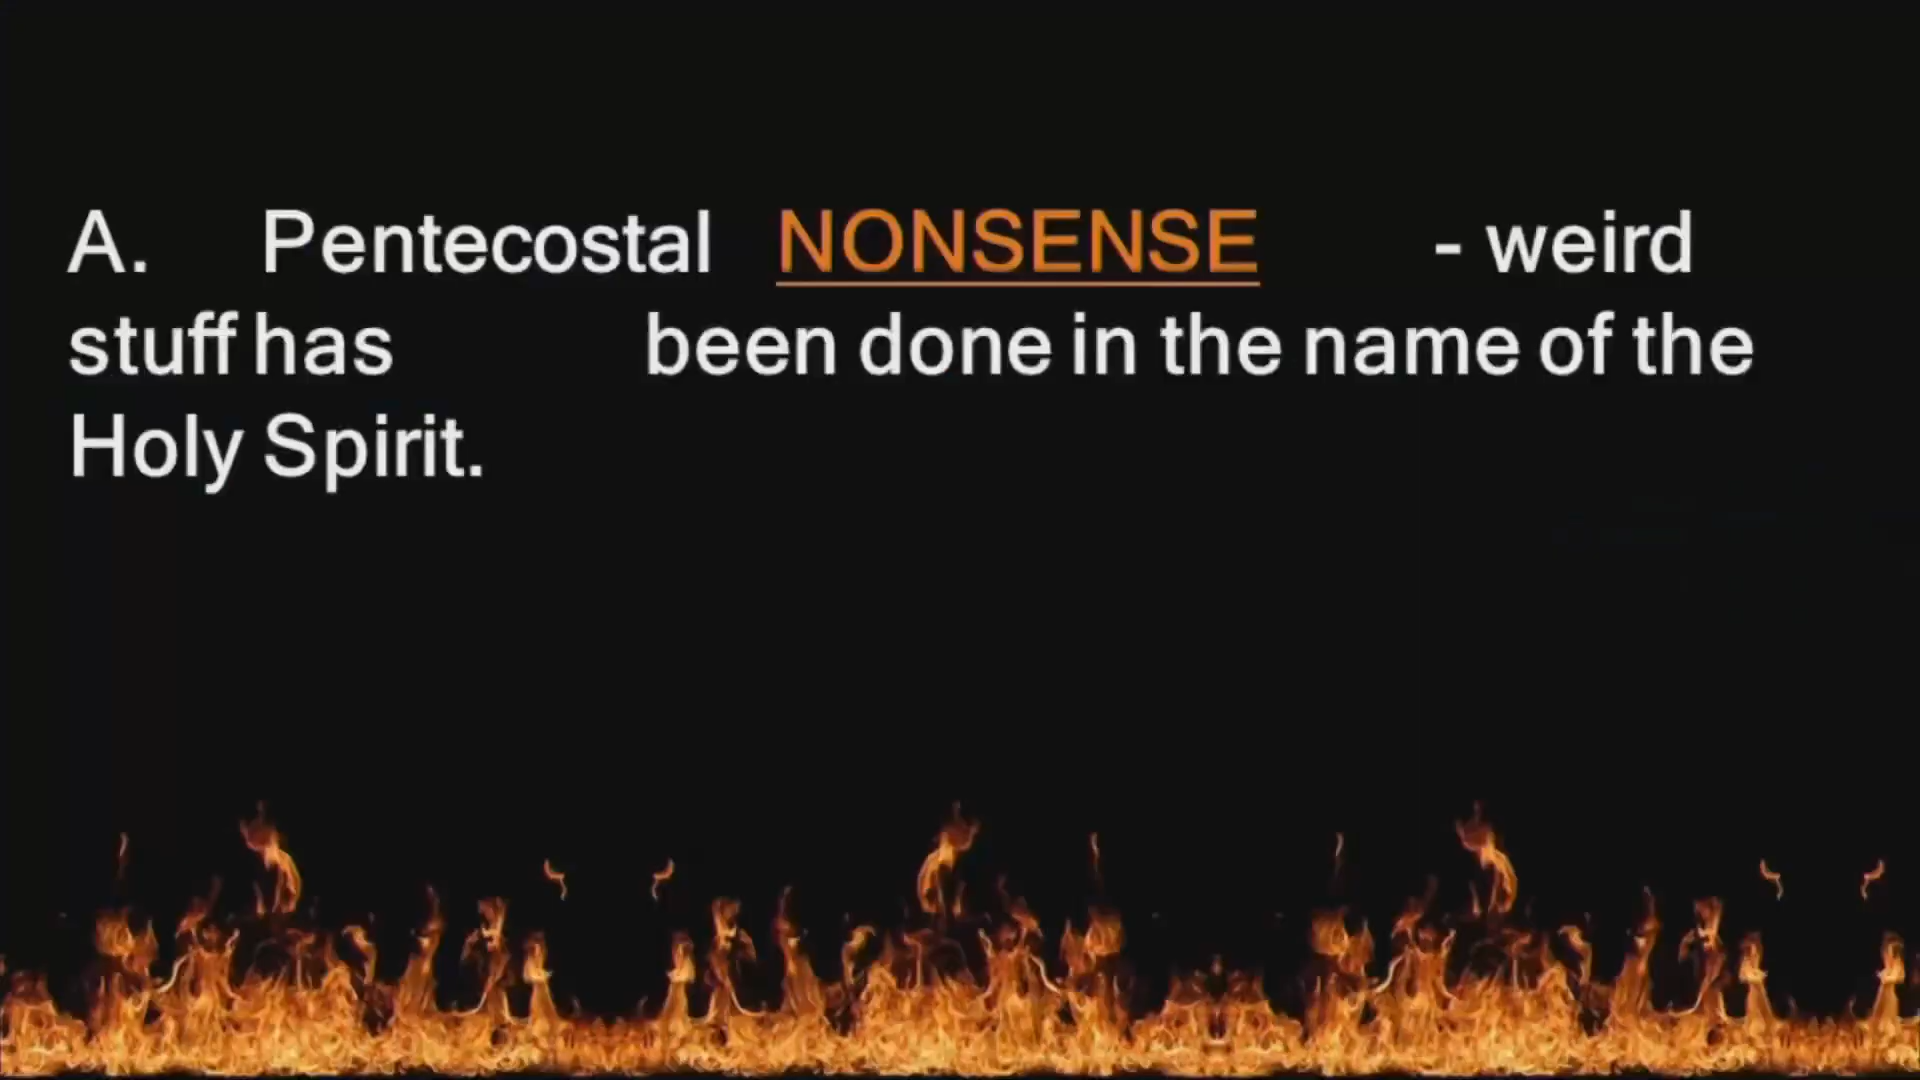 A. Pentecostal NONSENSE - weird
stuff has been done in the name of the
Holy Spirit.